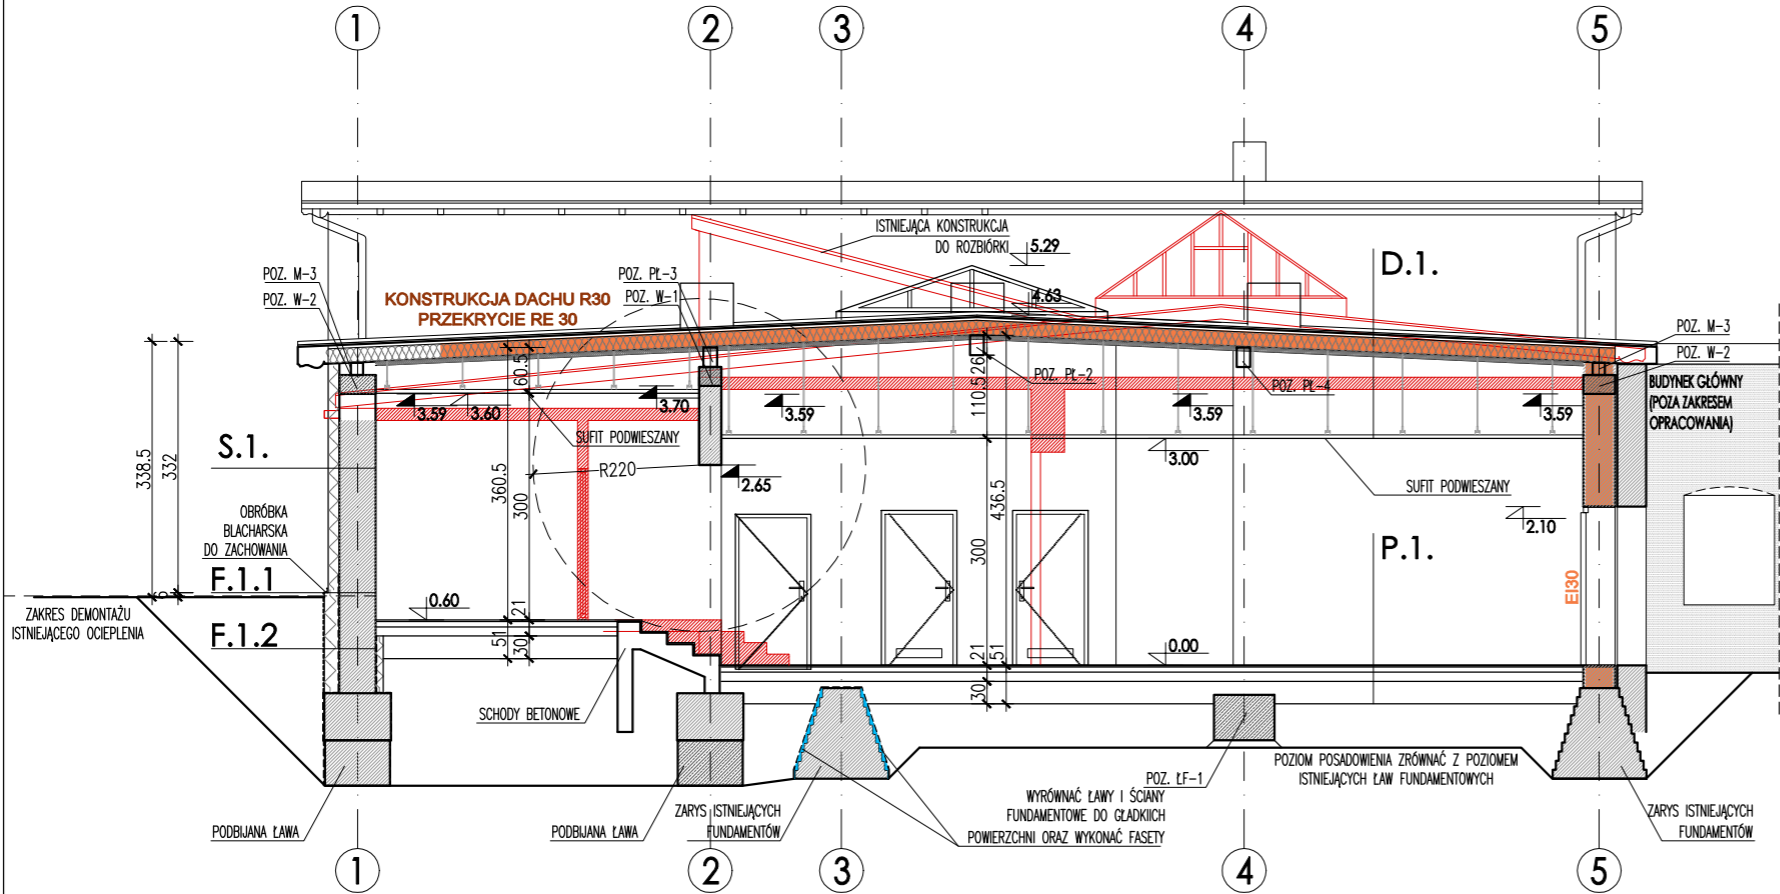 1
2
3
4
5
ISTNIEJĄCA KONSTRUKCJA
DO ROZBIÓRKI
5.29
D.1.
POZ. M-3
POZ. W-2
KONSTRUKCJA DACHU R30
PRZEKRYCIE RE 30
POZ. PŁ-3
POZ. W-1
4.63
POZ. M-3
POZ. W-2
60.5
26
110.5
POZ. PŁ-2
POZ. PŁ-4
BUDYNEK GŁÓWNY
(POZA ZAKRESEM
OPRACOWANIA)
3.59
3.60
3.70
3.59
3.59
3.59
SUFIT PODWIESZANY
S.1.
338.5
332
360.5
300
R220
2.65
3.00
SUFIT PODWIESZANY
436.5
300
2.10
OBRÓBKA
BLACHARSKA
DO ZACHOWANIA
P.1.
F.1.1
6
EI30
ZAKRES DEMONTAŻU
ISTNIEJĄCEGO OCIEPLENIA
0.60
21
F.1.2
51
30
0.00
21
51
30
SCHODY BETONOWE
POZIOM POSADOWIENIA ZRÓWNAĆ Z POZIOMEM
ISTNIEJĄCYCH ŁAW FUNDAMENTOWYCH
POZ. ŁF-1
WYRÓWNAĆ ŁAWY I ŚCIANY
FUNDAMENTOWE DO GŁADKIICH
POWIERZCHNI ORAZ WYKONAĆ FASETY
PODBIJANA ŁAWA
PODBIJANA ŁAWA
ZARYS ISTNIEJĄCYCH
FUNDAMENTÓW
ZARYS ISTNIEJĄCYCH
FUNDAMENTÓW
1
2
3
4
5